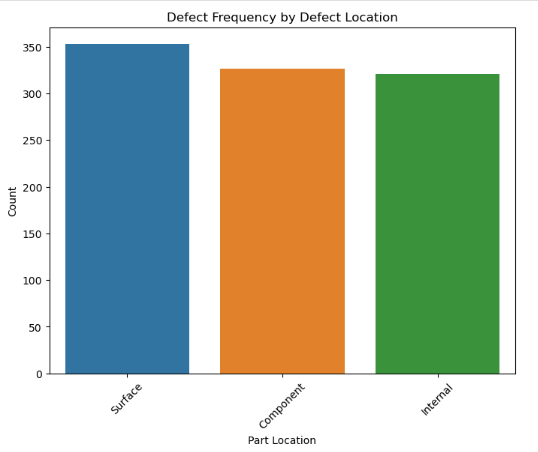 Defect Frequency by Defect Location
Count
350
300
250
200
150
100
50
0
Surface
Component
Internal
Part Location